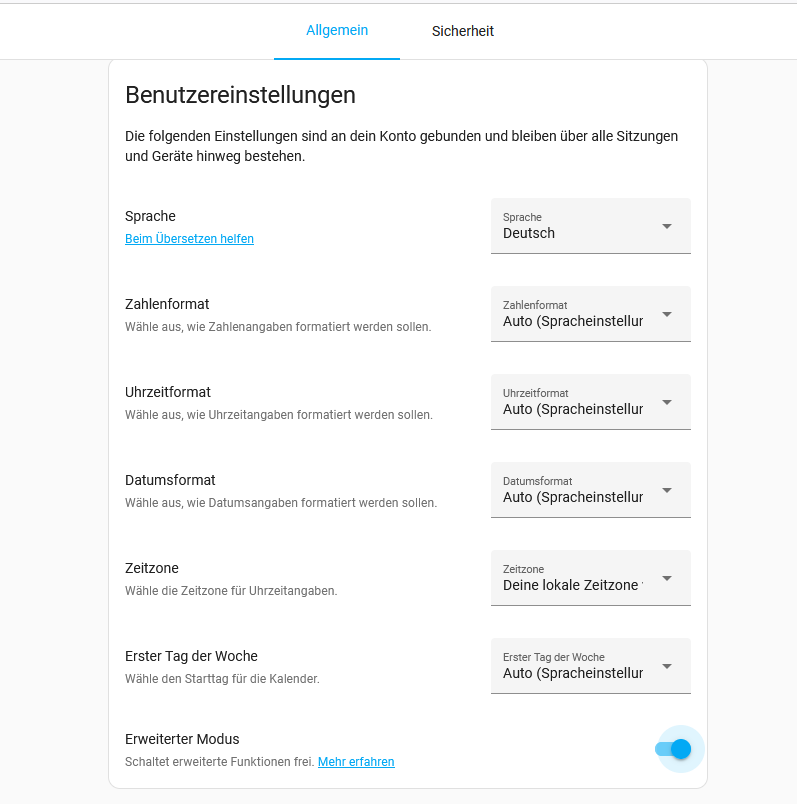 Allgemein
Sicherheit
Benutzereinstellungen
Die folgenden Einstellungen sind an dein Konto gebunden und bleiben über alle Sitzungen
und Geräte hinweg bestehen.
Sprache
Beim Übersetzen helfen
Sprache
Deutsch
Zahlenformat
Wähle aus, wie Zahlenangaben formatiert werden sollen.
Zahlenformat
Auto (Spracheinstellur
Uhrzeitformat
Wähle aus, wie Uhrzeitangaben formatiert werden sollen.
Uhrzeitformat
Auto (Spracheinstellur
Datumsformat
Wähle aus, wie Datumsangaben formatiert werden sollen.
Datumsformat
Auto (Spracheinstellur
Zeitzone
Wähle die Zeitzone für Uhrzeitangaben.
Zeitzone
Deine lokale Zeitzone
Erster Tag der Woche
Wähle den Starttag für die Kalender.
Erster Tag der Woche
Auto (Spracheinstellur
Erweiterter Modus
Schaltet erweiterte Funktionen frei. Mehr erfahren